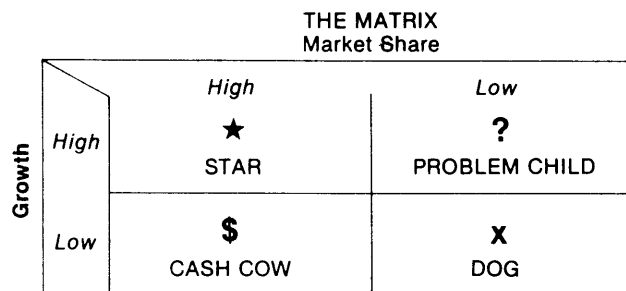 THE MATRIX
Market Share
High Low
High ★ ?
STAR PROBLEM CHILD
Growth
Low $ X
CASH COW DOG